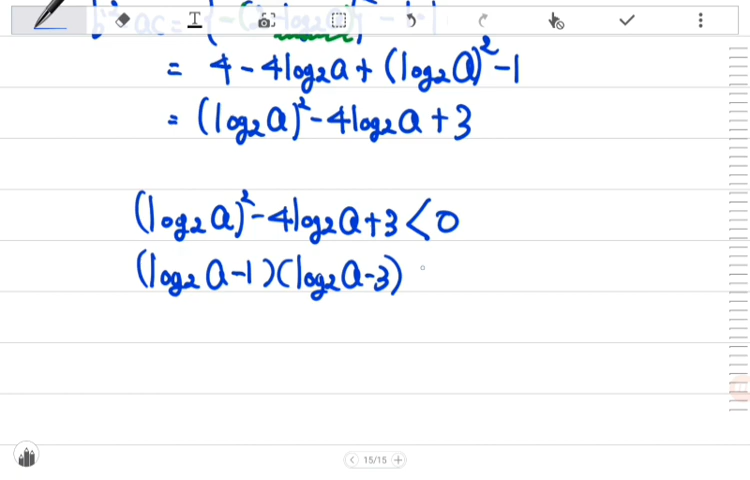 = 4 - 4log₂a + (log₂a)² - 1
= (log₂a)² - 4log₂a + 3
(log₂a)² - 4log₂a + 3 < 0
(log₂a - 1)(log₂a - 3)
15/15